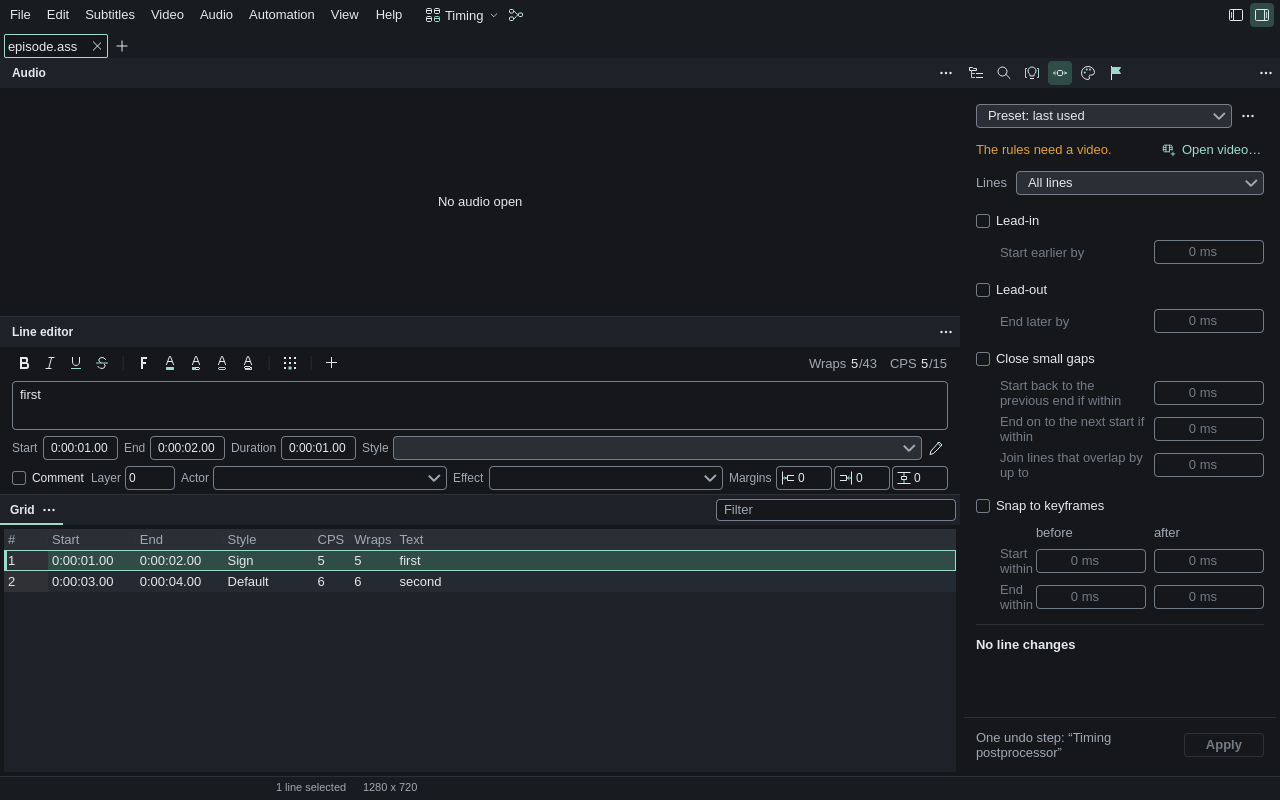 File Edit Subtitles Video Audio Automation View Help Timing
episode.ass
Audio
No audio open
Line editor
Wraps 5/43 CPS 5/15
first
Start 0:00:01.00 End 0:00:02.00 Duration 0:00:01.00 Style
Comment Layer 0 Actor Effect Margins 0 0 0
Grid Filter
# Start End Style CPS Wraps Text
1 0:00:01.00 0:00:02.00 Sign 5 5 first
2 0:00:03.00 0:00:04.00 Default 6 6 second
Preset: last used
The rules need a video. Open video…
Lines All lines
Lead-in
Start earlier by 0 ms
Lead-out
End later by 0 ms
Close small gaps
Start back to the
previous end if within 0 ms
End on to the next start if
within 0 ms
Join lines that overlap by
up to 0 ms
Snap to keyframes
before after
Start
within 0 ms 0 ms
End
within 0 ms 0 ms
No line changes
One undo step: “Timing
postprocessor” Apply
1 line selected 1280 x 720